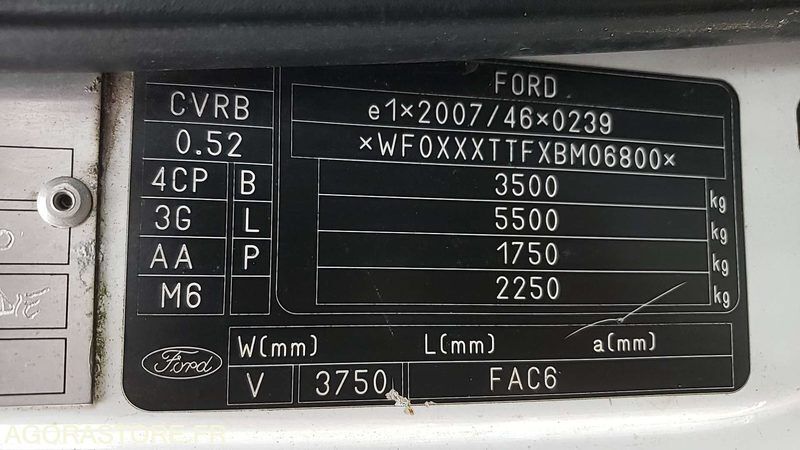 FORD
CVRB
e1×2007/46×0239
0.52
×WF0XXXTTFXBM06800×
4CP B 3500 kg
3G L 5500 kg
AA P 1750 kg
M6 2250 kg
Ford W(mm) L(mm) a(mm)
V 3750 FAC6
AGORASTORE.FR